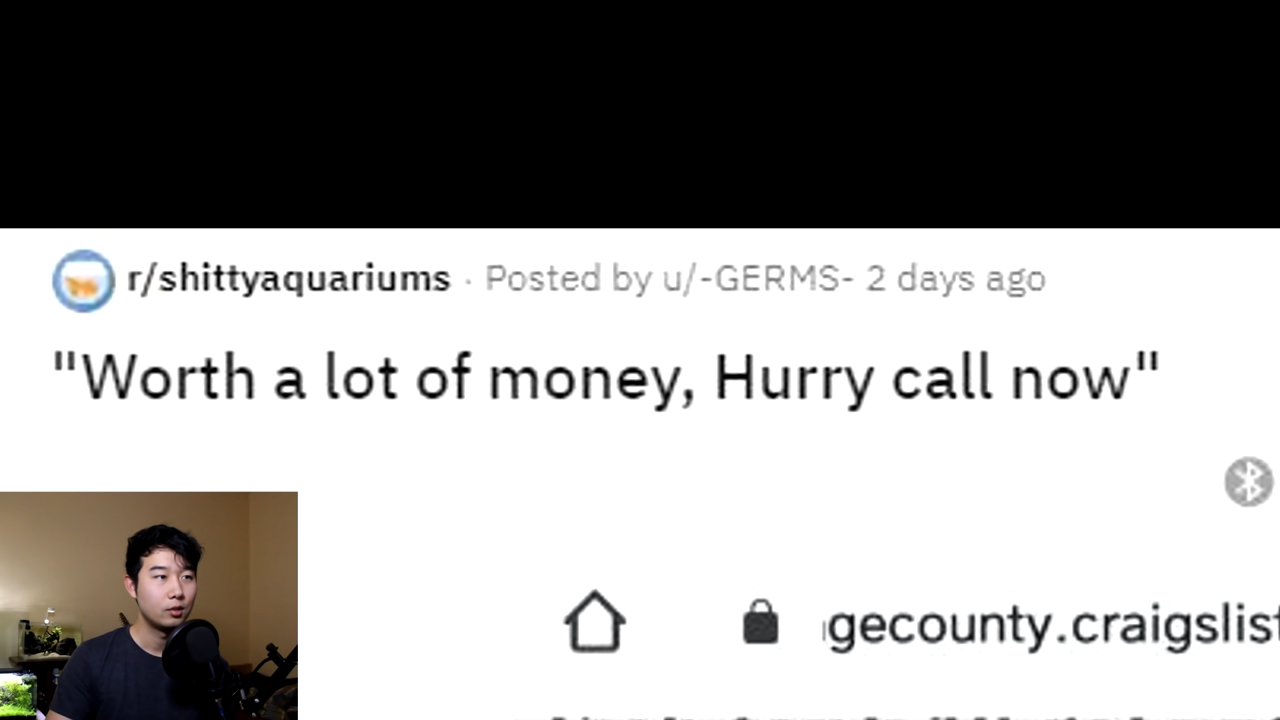 r/shittyaquariums · Posted by u/-GERMS- 2 days ago
"Worth a lot of money, Hurry call now"
gecounty.craigslist